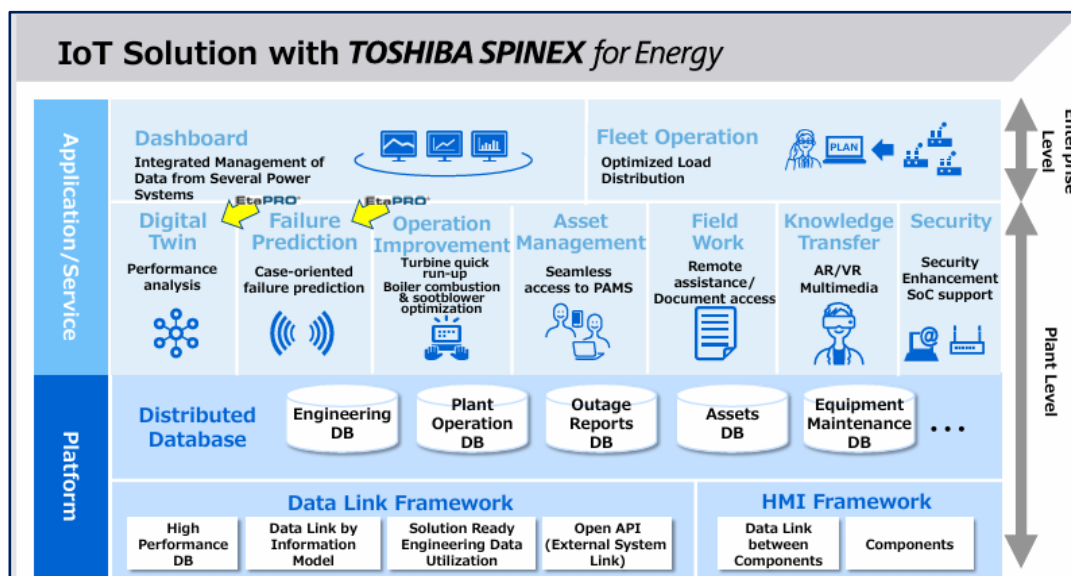 IoT Solution with TOSHIBA SPINEX for Energy
Application/Service
Dashboard
Integrated Management of
Data from Several Power
Systems
Fleet Operation
Optimized Load
Distribution
PLAN
Enterprise
Level
EtaPRO
EtaPRO
Digital
Twin
Performance
analysis
Failure
Prediction
Case-oriented
failure prediction
Operation
Improvement
Turbine quick
run-up
Boiler combustion
& sootblower
optimization
Asset
Management
Seamless
access to PAMS
Field
Work
Remote
assistance/
Document access
Knowledge
Transfer
AR/VR
Multimedia
Security
Security
Enhancement
SoC support
@
Plant Level
Platform
Distributed
Database
Engineering
DB
Plant
Operation
DB
Outage
Reports
DB
Assets
DB
Equipment
Maintenance
DB
...
Data Link Framework
High
Performance
DB
Data Link by
Information
Model
Solution Ready
Engineering Data
Utilization
Open API
(External System
Link)
HMI Framework
Data Link
between
Components
Components